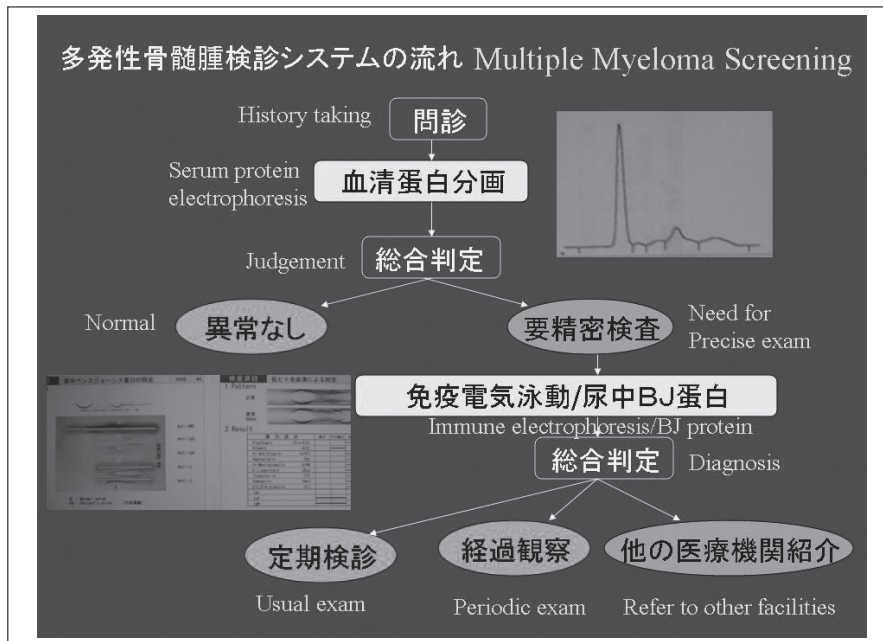 多発性骨髄腫検診システムの流れ Multiple Myeloma Screening
History taking
問診
Serum protein
electrophoresis
血清蛋白分画
Judgement
総合判定
Normal
異常なし
要精密検査
Need for
Precise exam
免疫電気泳動/尿中BJ蛋白
Immune electrophoresis/BJ protein
総合判定
Diagnosis
1.Pattern
2.Result
定期検診
経過観察
他の医療機関紹介
Usual exam
Periodic exam
Refer to other facilities